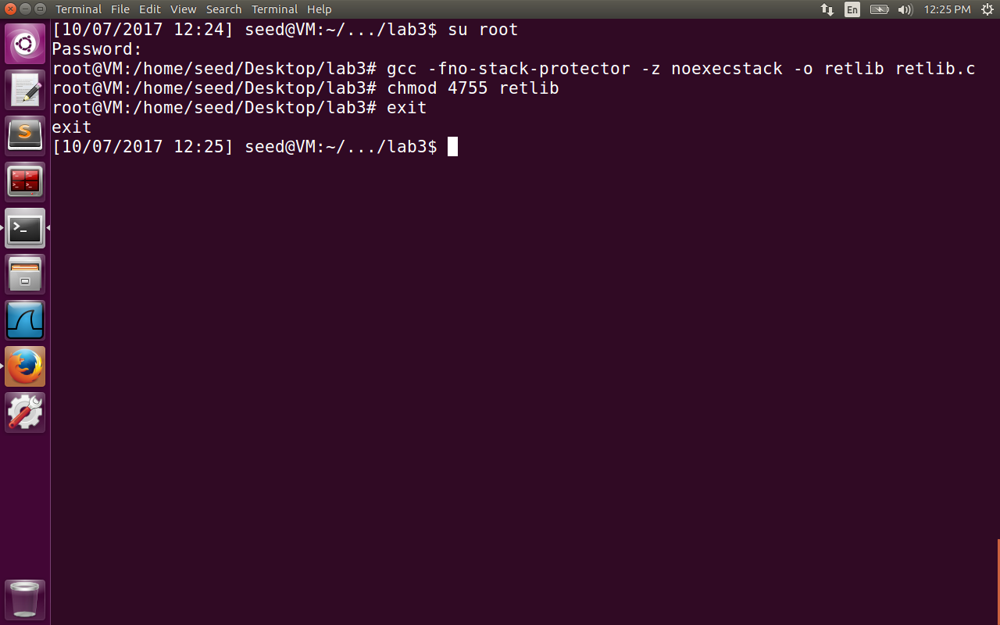 Terminal File Edit View Search Terminal Help En 12:25 PM
[10/07/2017 12:24] seed@VM:~/.../lab3$ su root
Password:
root@VM:/home/seed/Desktop/lab3# gcc -fno-stack-protector -z noexecstack -o retlib retlib.c
root@VM:/home/seed/Desktop/lab3# chmod 4755 retlib
root@VM:/home/seed/Desktop/lab3# exit
exit
[10/07/2017 12:25] seed@VM:~/.../lab3$